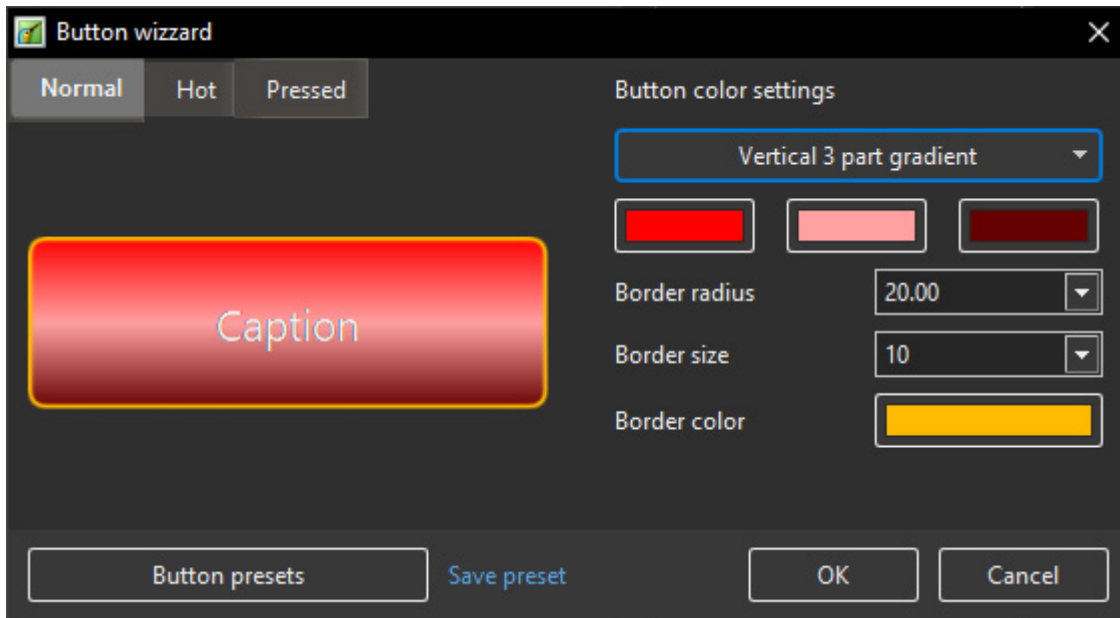 Button wizzard
Normal
Hot
Pressed
Button color settings
Vertical 3 part gradient
Caption
Border radius
20.00
Border size
10
Border color
Button presets
Save preset
OK
Cancel